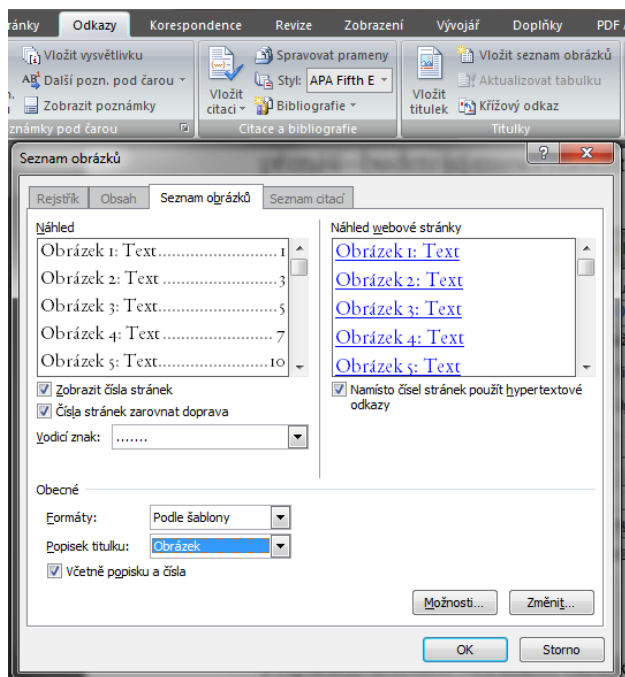 ránky Odkazy Korespondence Revize Zobrazení Vývojář Doplňky PDF
Vložit vysvětlivku
Další pozn. pod čarou
Zobrazit poznámky
známky pod čarou
Vložit citaci
Spravovat prameny
Styl: APA Fifth E
Bibliografie
Citace a bibliografie
Vložit titulek
Vložit seznam obrázků
Aktualizovat tabulku
Křížový odkaz
Titulky
Seznam obrázků
Rejstřík Obsah Seznam obrázků Seznam citací
Náhled
Obrázek 1: Text..................1
Obrázek 2: Text..................3
Obrázek 3: Text..................5
Obrázek 4: Text..................7
Obrázek 5: Text..................10
Zobrazit čísla stránek
Čísla stránek zarovnat doprava
Vodicí znak: .......
Náhled webové stránky
Obrázek 1: Text
Obrázek 2: Text
Obrázek 3: Text
Obrázek 4: Text
Obrázek 5: Text
Namísto čísel stránek použít hypertextové
odkazy
Obecné
Formáty: Podle šablony
Popisek titulku: Obrázek
Včetně popisku a čísla
Možnosti... Změnit...
OK Storno